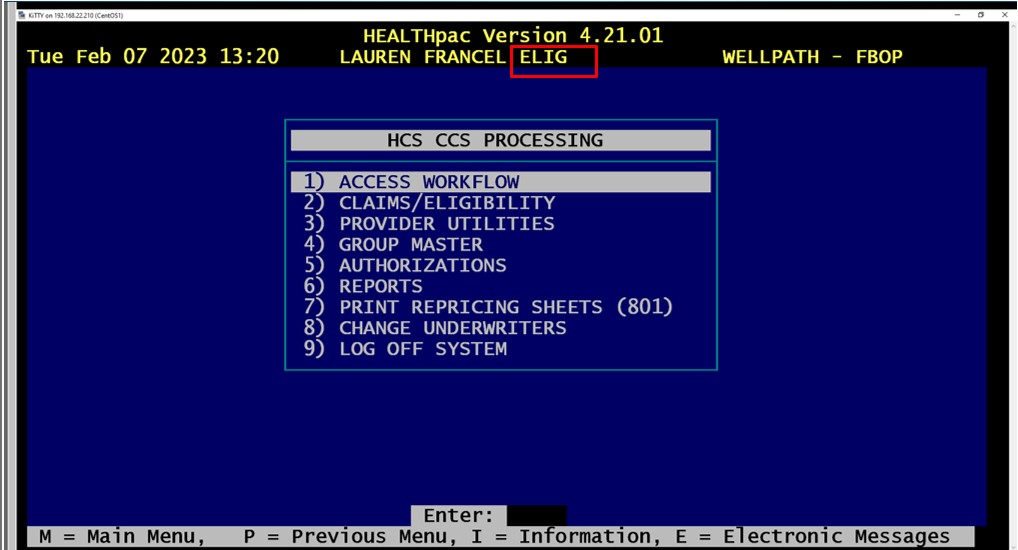 KiTTY on 192.168.22.210 (CentOS1)
HEALTHpac Version 4.21.01
Tue Feb 07 2023 13:20 LAUREN FRANCEL ELIG WELLPATH - FBOP
HCS CCS PROCESSING
1) ACCESS WORKFLOW
2) CLAIMS/ELIGIBILITY
3) PROVIDER UTILITIES
4) GROUP MASTER
5) AUTHORIZATIONS
6) REPORTS
7) PRINT REPRICING SHEETS (801)
8) CHANGE UNDERWRITERS
9) LOG OFF SYSTEM
Enter:
M = Main Menu, P = Previous Menu, I = Information, E = Electronic Messages